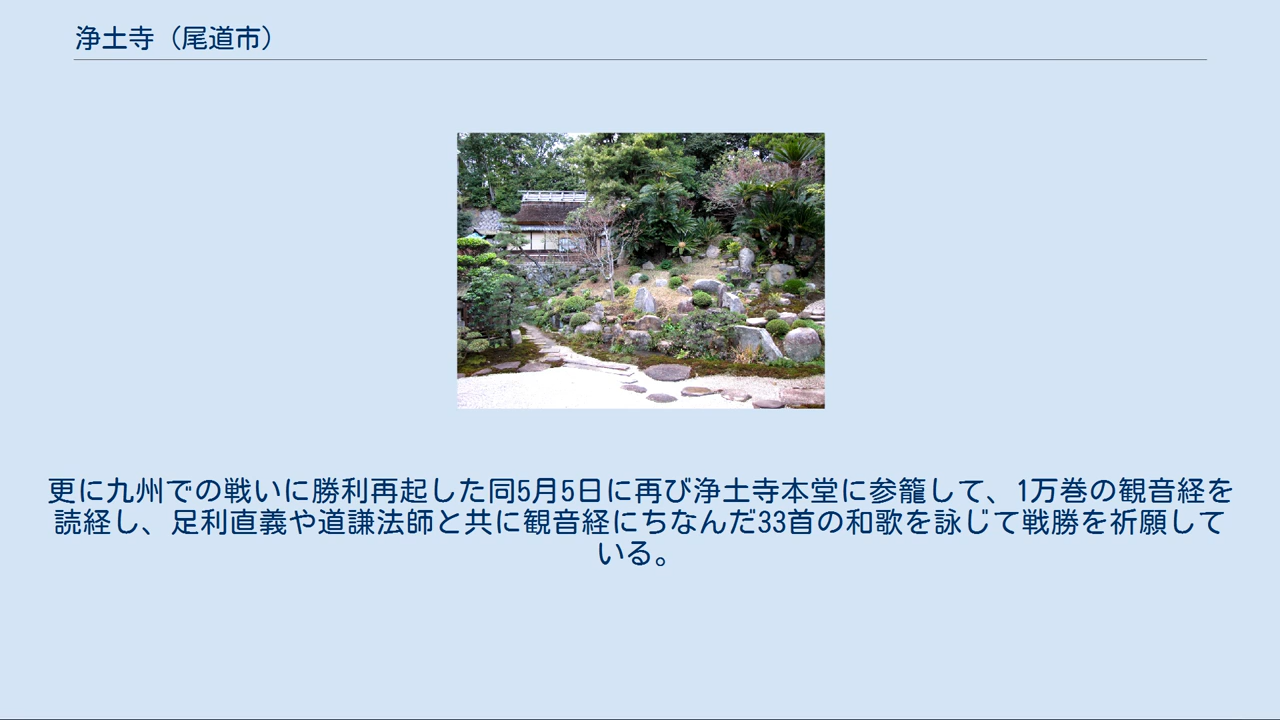 浄土寺（尾道市）
更に九州での戦いに勝利再起した同5月5日に再び浄土寺本堂に参籠して、1万巻の観音経を
読経し、足利直義や道謙法師と共に観音経にちなんだ33首の和歌を詠じて戦勝を祈願して
いる。